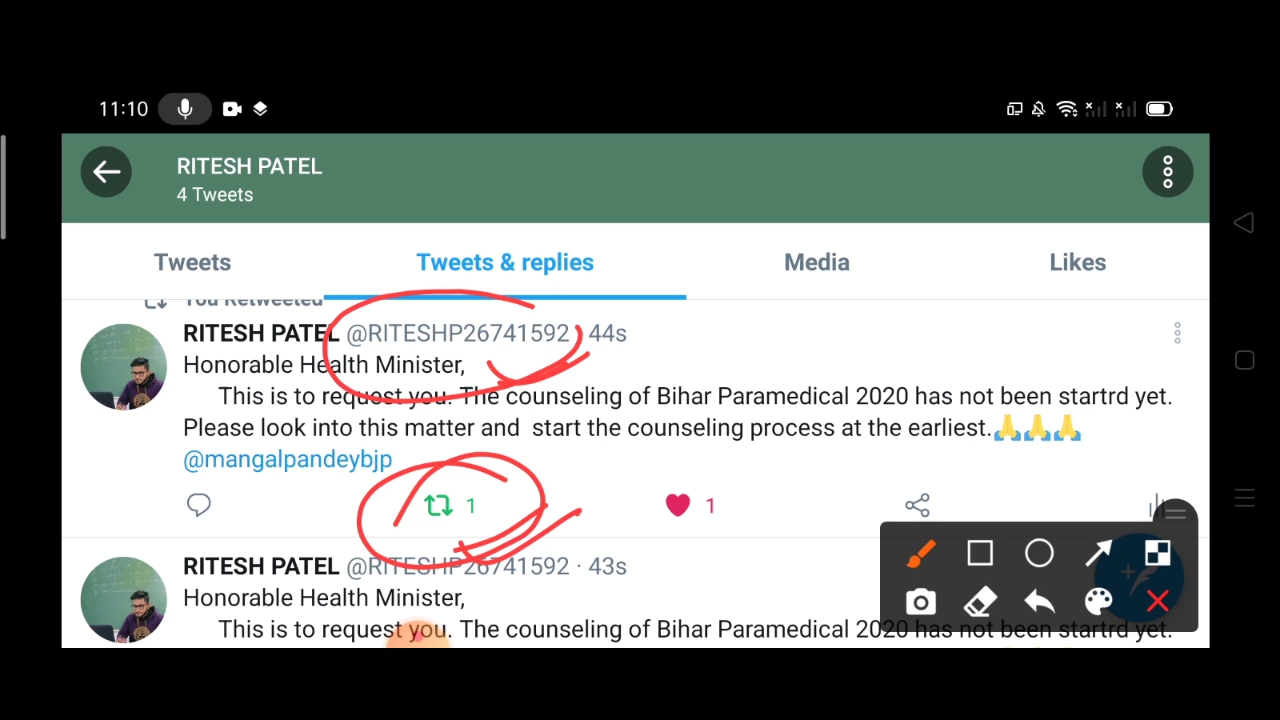 11:10
RITESH PATEL
4 Tweets
Tweets
Tweets & replies
Media
Likes
You Retweeted
RITESH PATEL @RITESHP26741592 · 44s
Honorable Health Minister,
This is to request you. The counseling of Bihar Paramedical 2020 has not been startrd yet.
Please look into this matter and start the counseling process at the earliest.🙏🙏🙏
@mangalpandeybjp
1
1
RITESH PATEL @RITESHP26741592 · 43s
Honorable Health Minister,
This is to request you. The counseling of Bihar Paramedical 2020 has not been startrd yet.